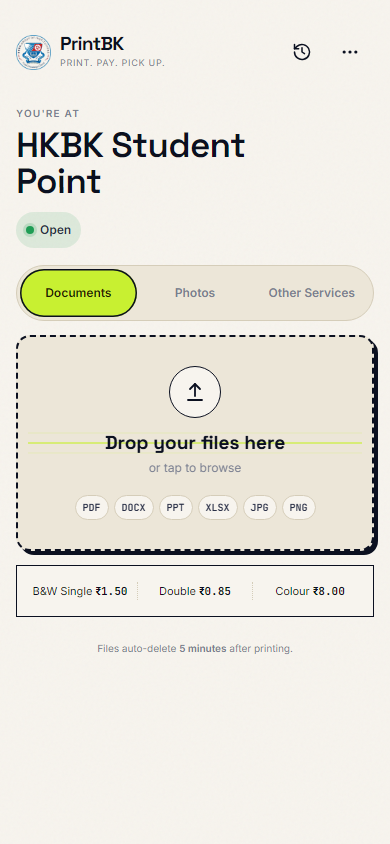 PrintBK
PRINT. PAY. PICK UP.
YOU'RE AT
HKBK Student
Point
Open
Documents Photos Other Services
Drop your files here
or tap to browse
PDF DOCX PPT XLSX JPG PNG
B&W Single ₹1.50 Double ₹0.85 Colour ₹8.00
Files auto-delete 5 minutes after printing.